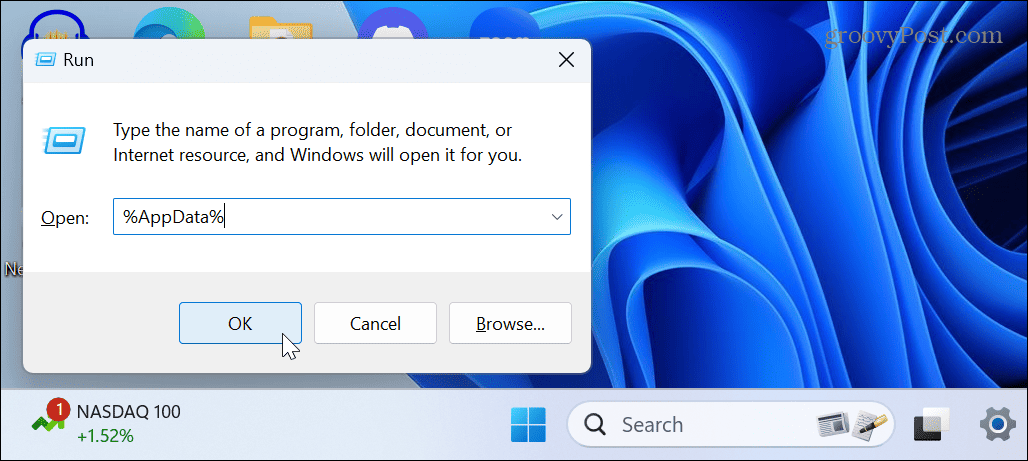 groovyPost.com
Run
Type the name of a program, folder, document, or
Internet resource, and Windows will open it for you.
Open:
%AppData%
OK
Cancel
Browse...
1
NASDAQ 100
+1.52%
Search